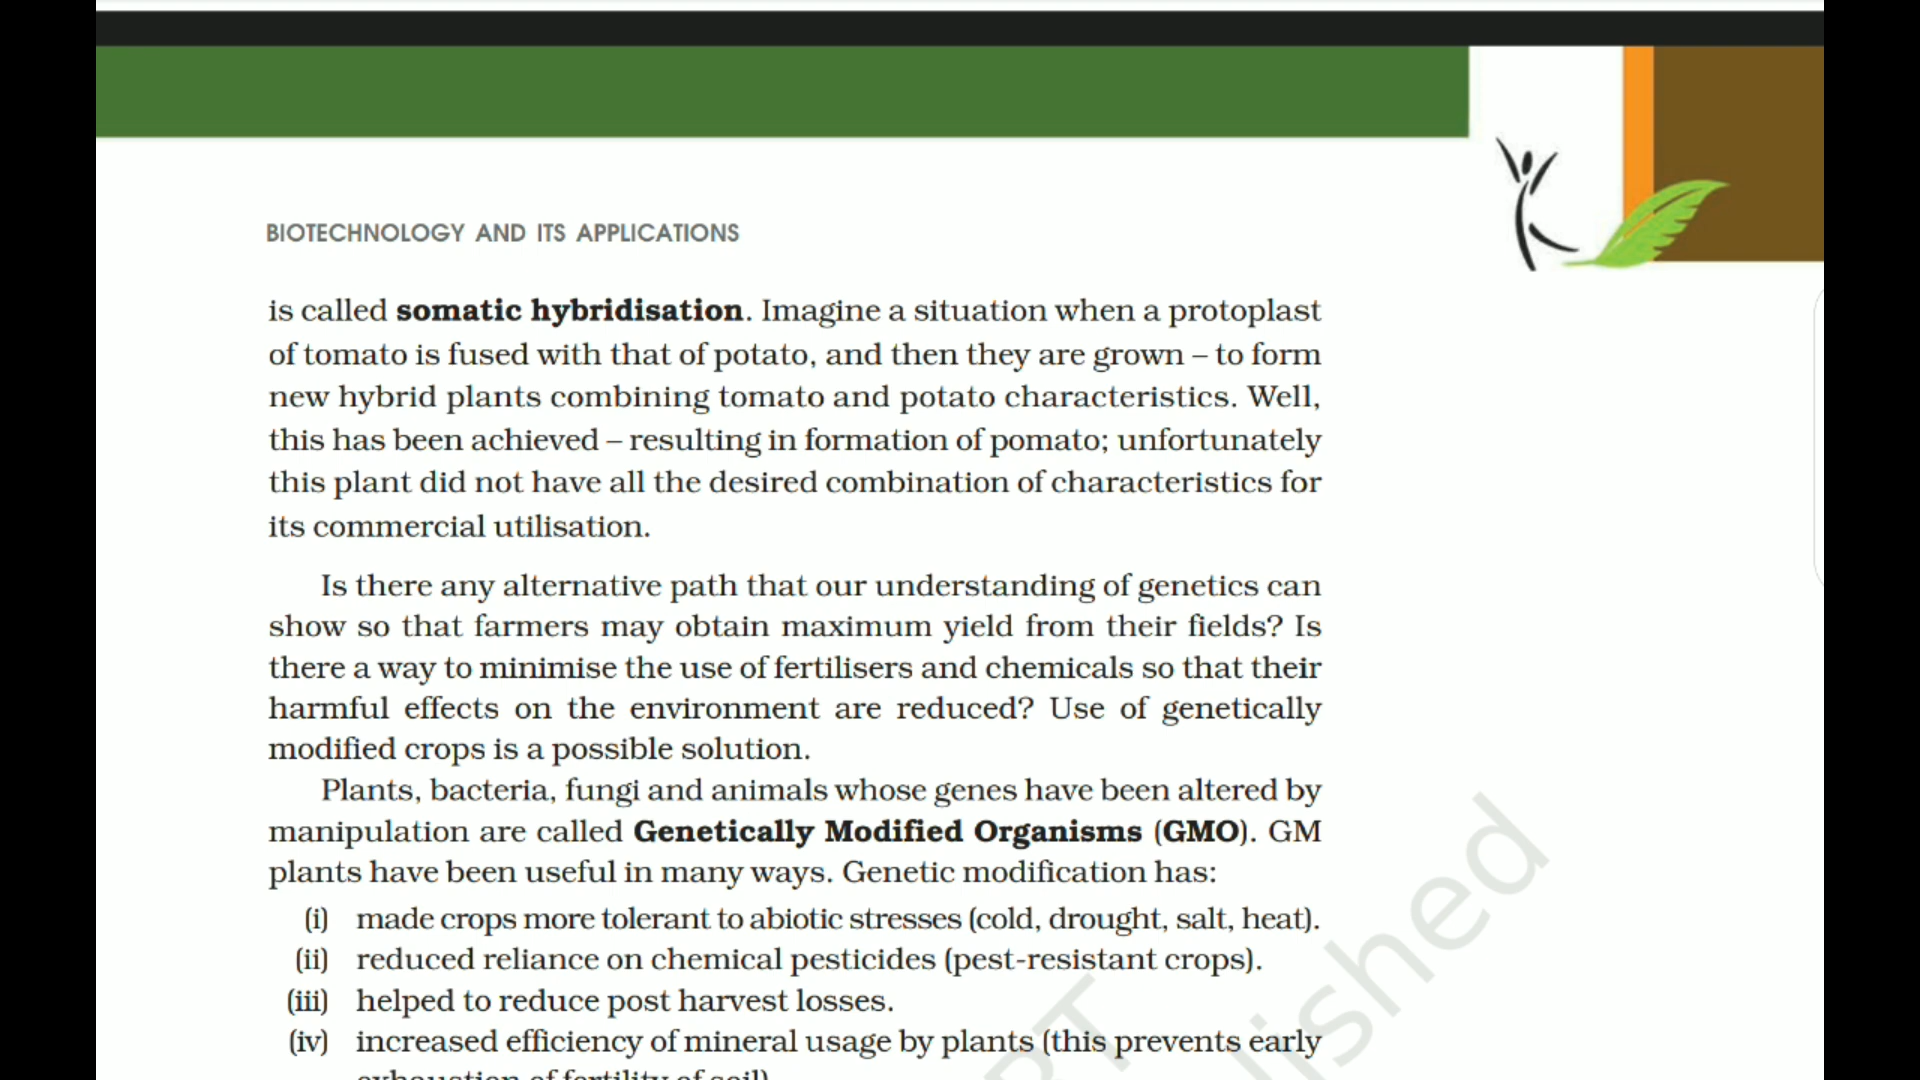 BIOTECHNOLOGY AND ITS APPLICATIONS
is called somatic hybridisation. Imagine a situation when a protoplast
of tomato is fused with that of potato, and then they are grown – to form
new hybrid plants combining tomato and potato characteristics. Well,
this has been achieved – resulting in formation of pomato; unfortunately
this plant did not have all the desired combination of characteristics for
its commercial utilisation.
Is there any alternative path that our understanding of genetics can
show so that farmers may obtain maximum yield from their fields? Is
there a way to minimise the use of fertilisers and chemicals so that their
harmful effects on the environment are reduced? Use of genetically
modified crops is a possible solution.
Plants, bacteria, fungi and animals whose genes have been altered by
manipulation are called Genetically Modified Organisms (GMO). GM
plants have been useful in many ways. Genetic modification has:
(i) made crops more tolerant to abiotic stresses (cold, drought, salt, heat).
(ii) reduced reliance on chemical pesticides (pest-resistant crops).
(iii) helped to reduce post harvest losses.
(iv) increased efficiency of mineral usage by plants (this prevents early
exhaustion of fertility of soil)